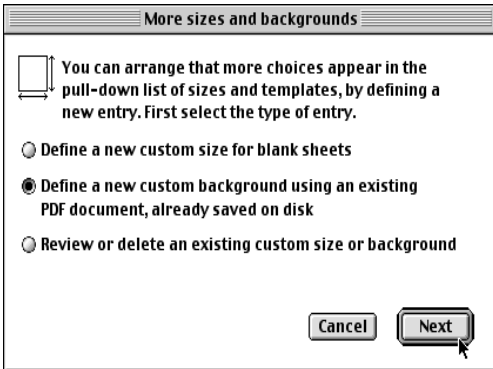 More sizes and backgrounds
You can arrange that more choices appear in the
pull-down list of sizes and templates, by defining a
new entry. First select the type of entry.
Define a new custom size for blank sheets
Define a new custom background using an existing
PDF document, already saved on disk
Review or delete an existing custom size or background
Cancel Next